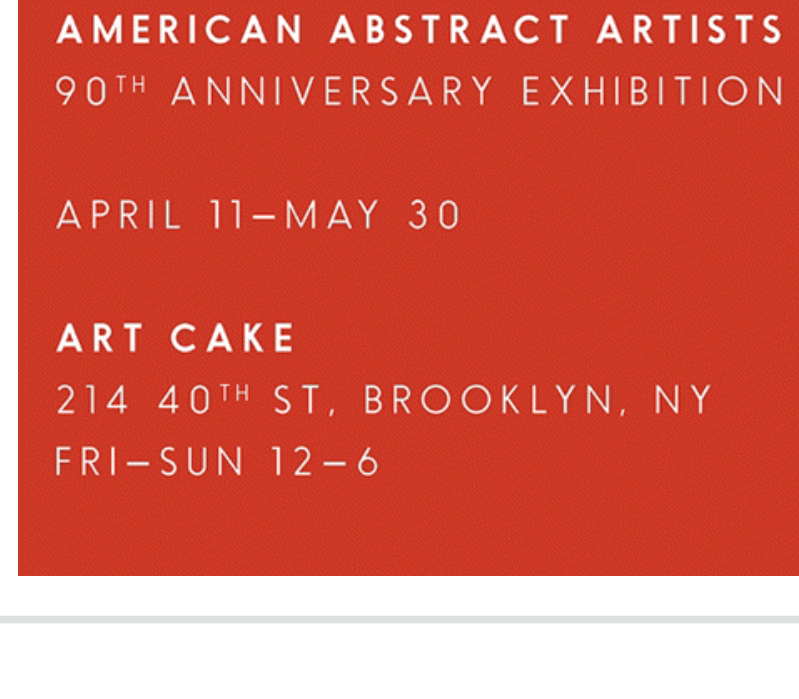 AMERICAN ABSTRACT ARTISTS
90TH ANNIVERSARY EXHIBITION
APRIL 11–MAY 30
ART CAKE
214 40TH ST, BROOKLYN, NY
FRI–SUN 12–6